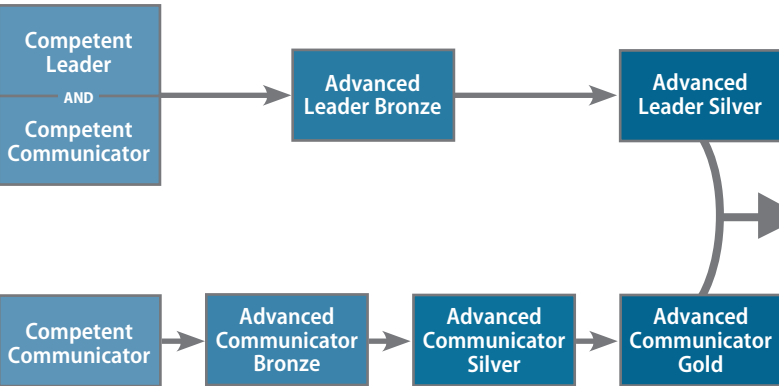 Competent
Leader
AND
Competent
Communicator
Advanced
Leader Bronze
Advanced
Leader Silver
Competent
Communicator
Advanced
Communicator
Bronze
Advanced
Communicator
Silver
Advanced
Communicator
Gold